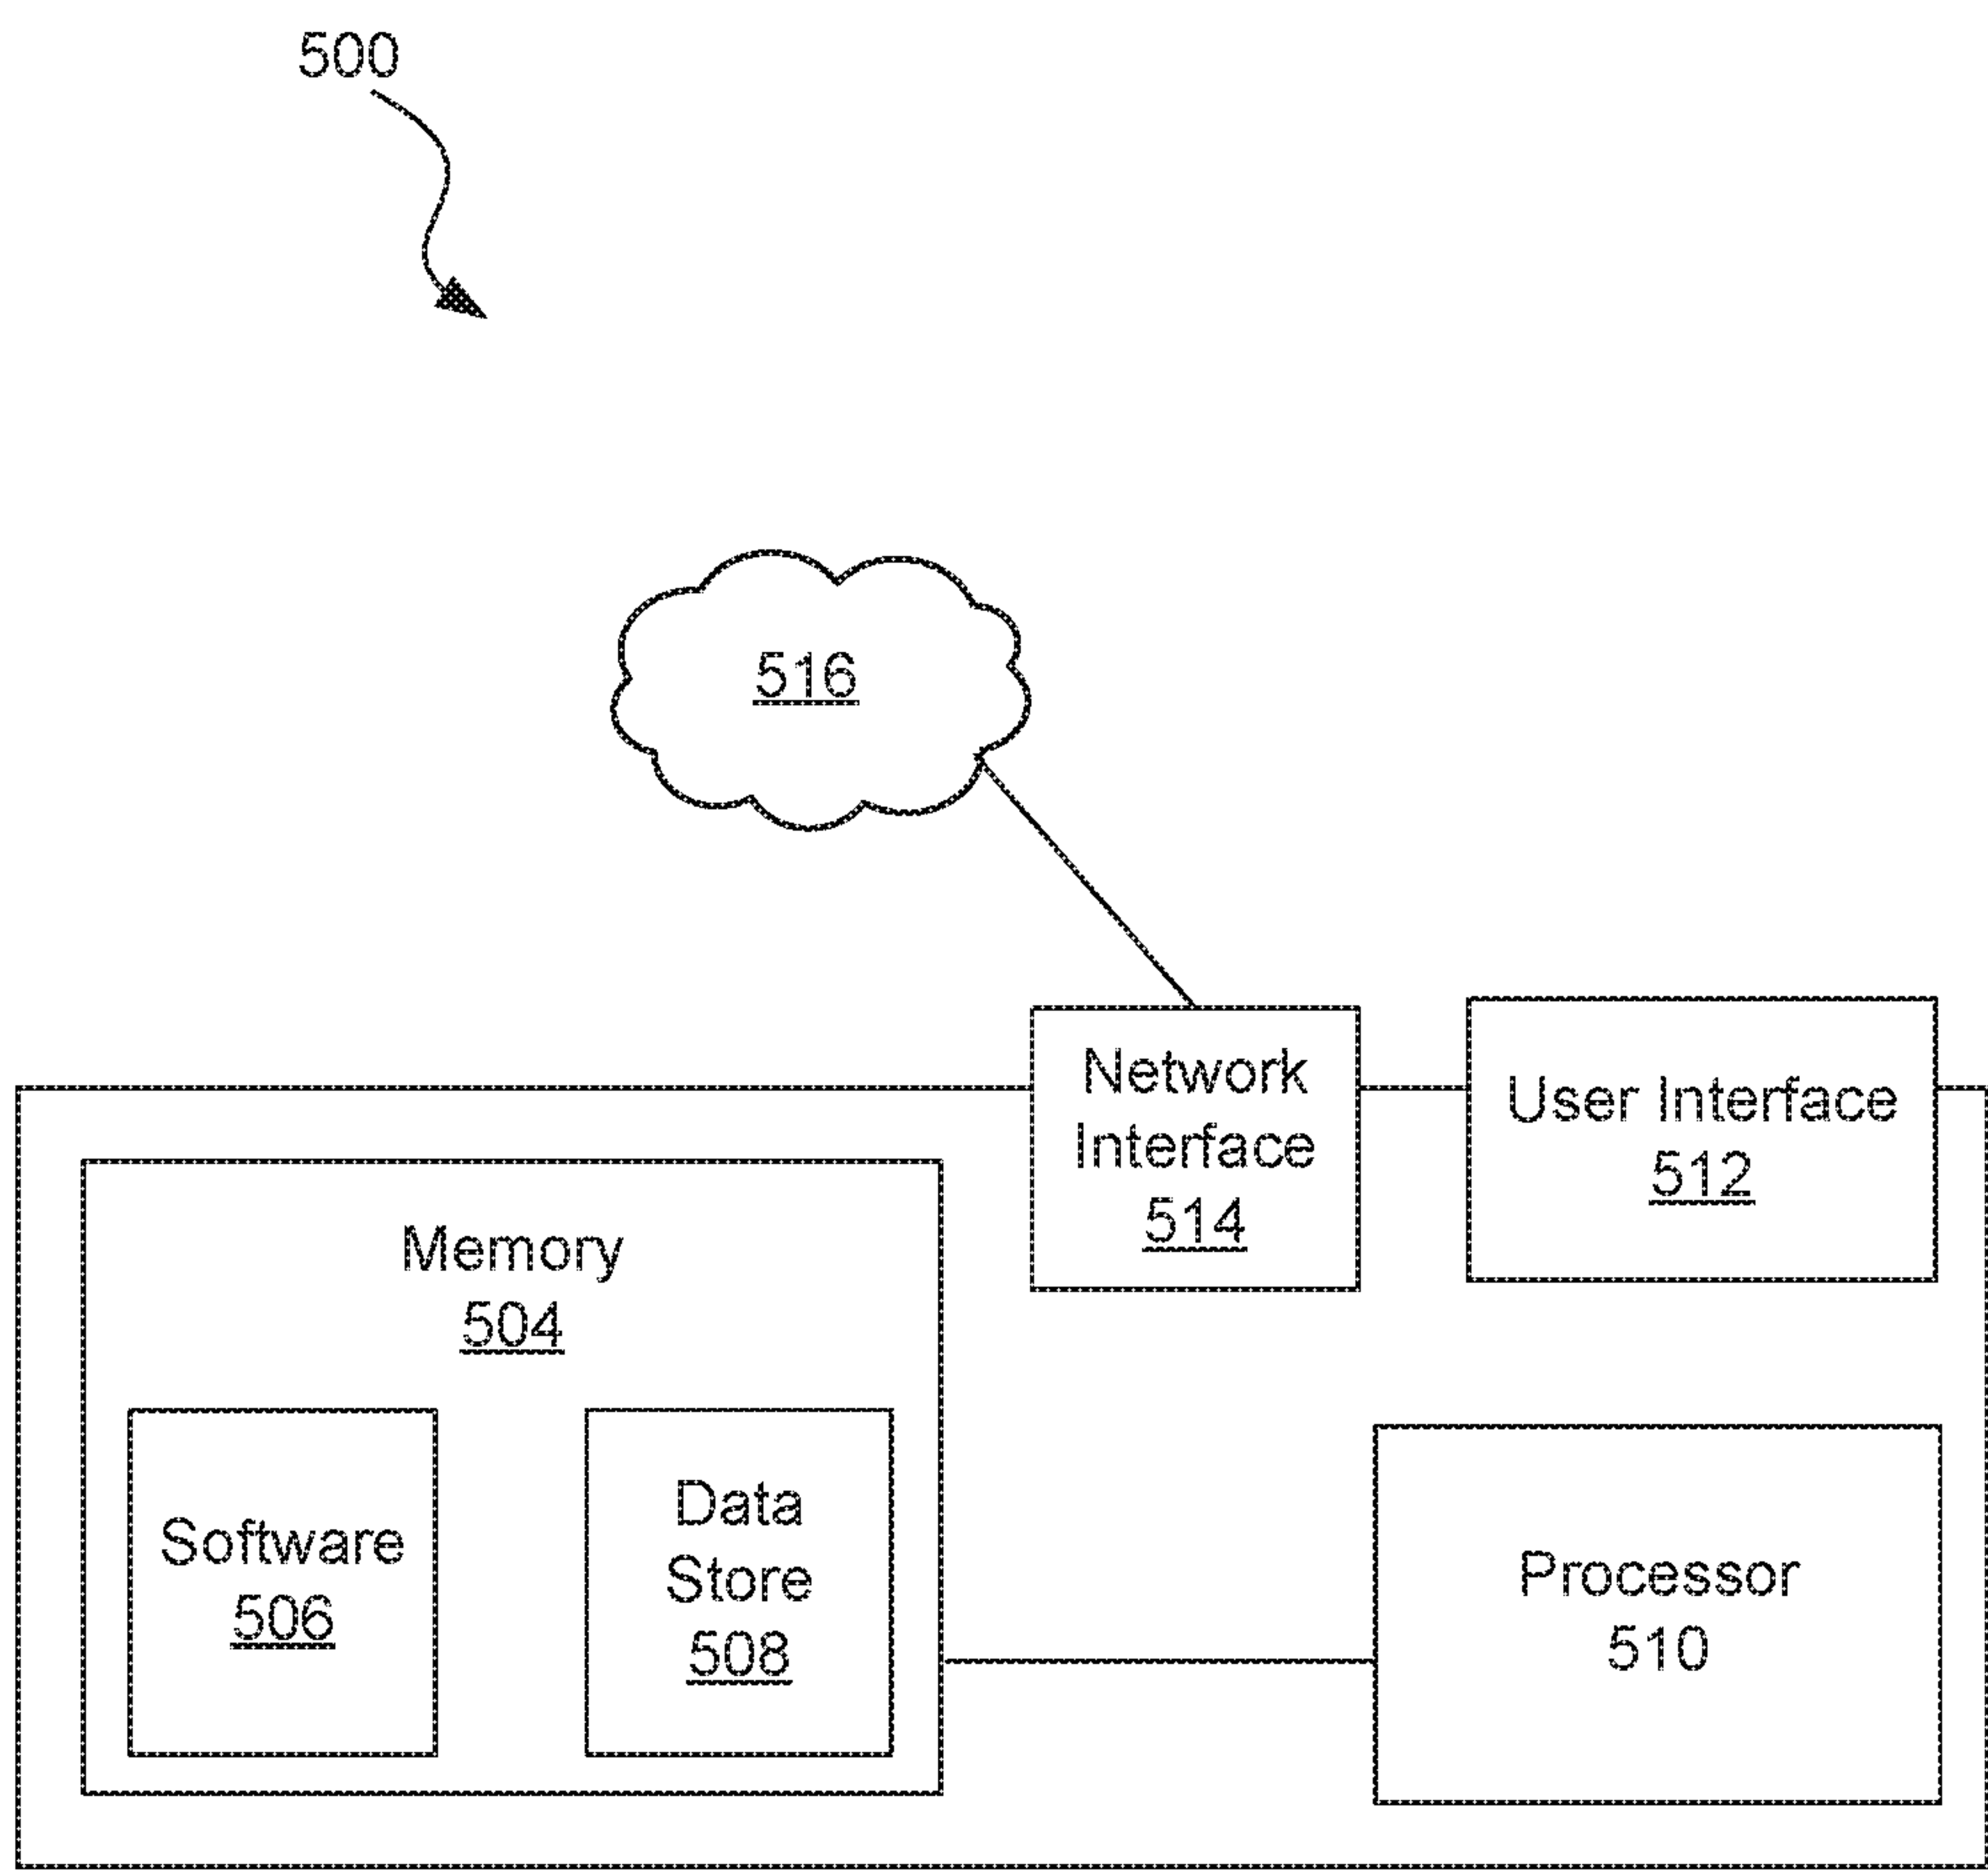 500
516
Network
Interface
514
User Interface
512
Memory
504
Software
506
Data
Store
508
Processor
510